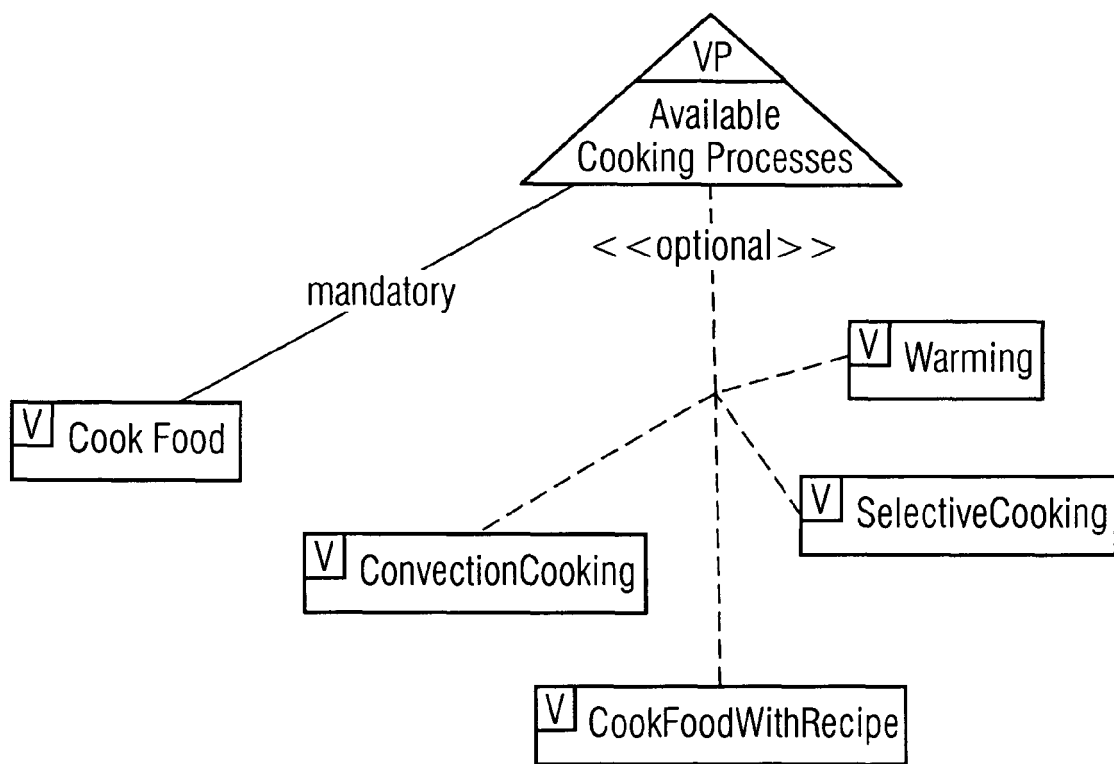 VP
Available
Cooking Processes
<<optional>>
mandatory
V Warming
V Cook Food
V SelectiveCooking
V ConvectionCooking
V CookFoodWithRecipe